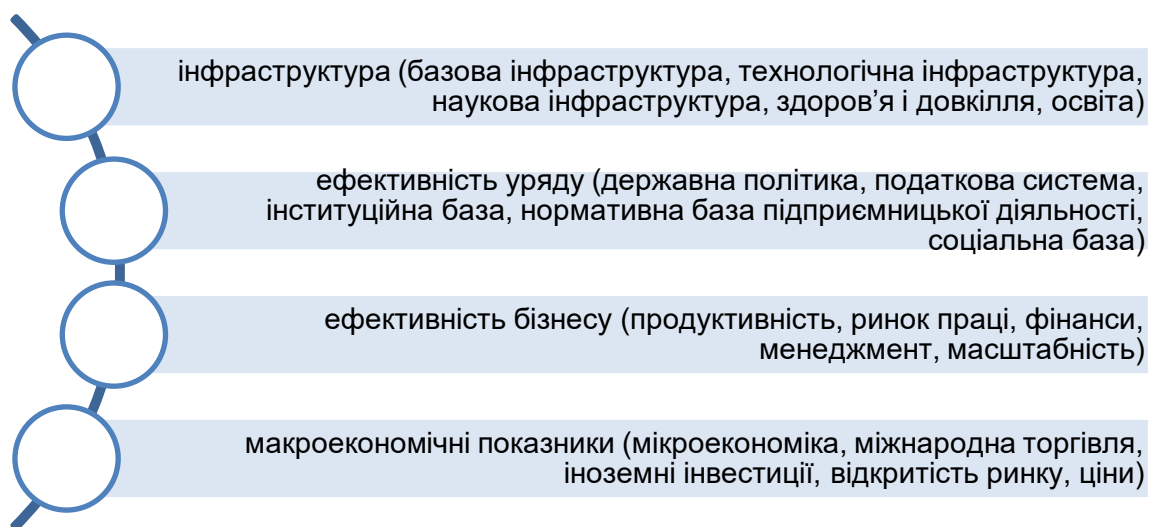 інфраструктура (базова інфраструктура, технологічна інфраструктура,
наукова інфраструктура, здоров’я і довкілля, освіта)
ефективність уряду (державна політика, податкова система,
інституційна база, нормативна база підприємницької діяльності,
соціальна база)
ефективність бізнесу (продуктивність, ринок праці, фінанси,
менеджмент, масштабність)
макроекономічні показники (мікроекономіка, міжнародна торгівля,
іноземні інвестиції, відкритість ринку, ціни)